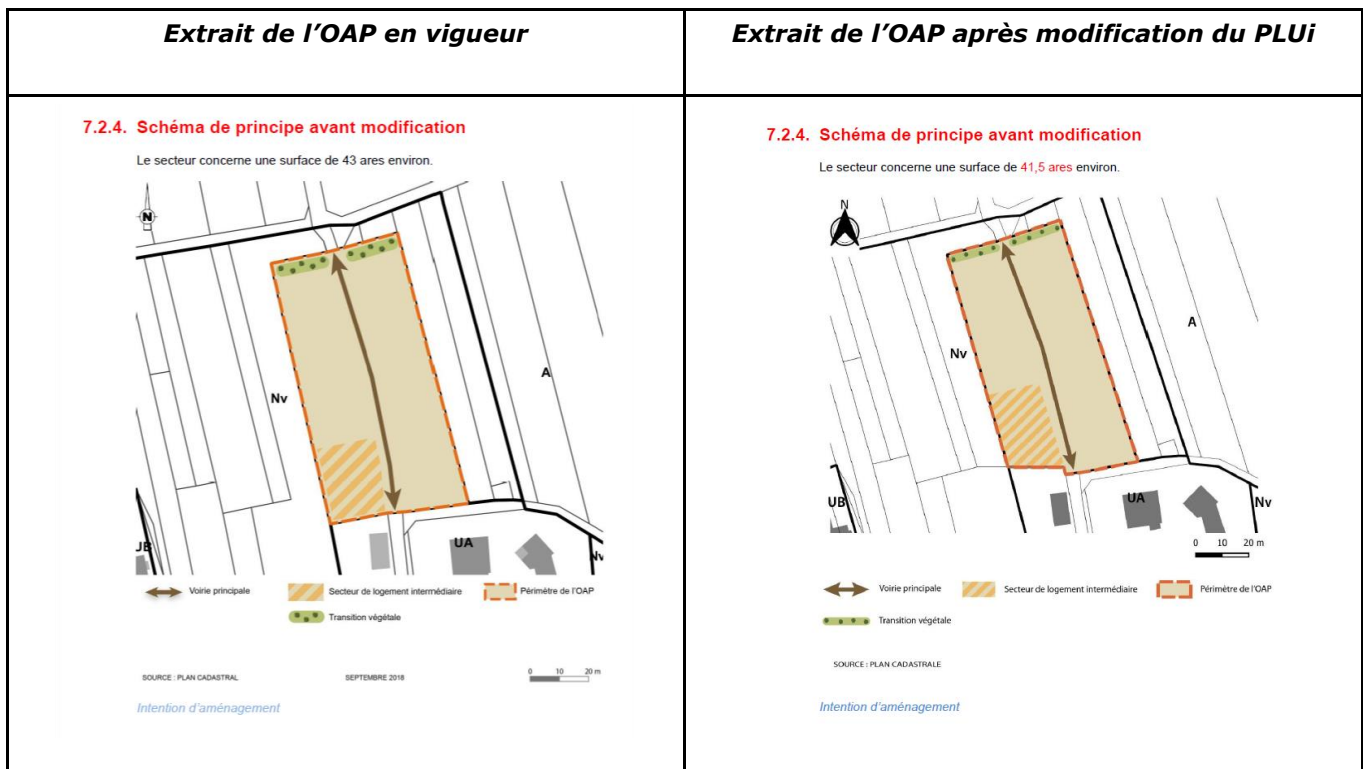 Extrait de l’OAP en vigueur
Extrait de l’OAP après modification du PLUi
7.2.4. Schéma de principe avant modification
Le secteur concerne une surface de 43 ares environ.
N
A
Nv
UB
UA
Nv
Voirie principale
Secteur de logement intermédiaire
Périmètre de l'OAP
Transition végétale
SOURCE : PLAN CADASTRAL
SEPTEMBRE 2018
0 10 20 m
Intention d'aménagement
7.2.4. Schéma de principe avant modification
Le secteur concerne une surface de 41,5 ares environ.
N
A
Nv
UB
UA
Nv
0 10 20 m
Voirie principale
Secteur de logement intermédiaire
Périmètre de l'OAP
Transition végétale
SOURCE : PLAN CADASTRALE
Intention d'aménagement